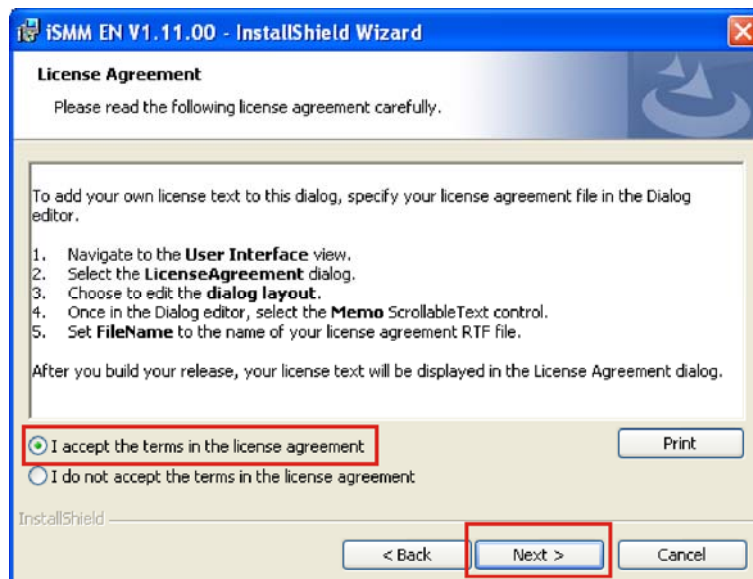 iSMM EN V1.11.00 - InstallShield Wizard
License Agreement
Please read the following license agreement carefully.
To add your own license text to this dialog, specify your license agreement file in the Dialog
editor.
1. Navigate to the User Interface view.
2. Select the LicenseAgreement dialog.
3. Choose to edit the dialog layout.
4. Once in the Dialog editor, select the Memo ScrollableText control.
5. Set FileName to the name of your license agreement RTF file.
After you build your release, your license text will be displayed in the License Agreement dialog.
I accept the terms in the license agreement
Print
I do not accept the terms in the license agreement
InstallShield
< Back
Next >
Cancel